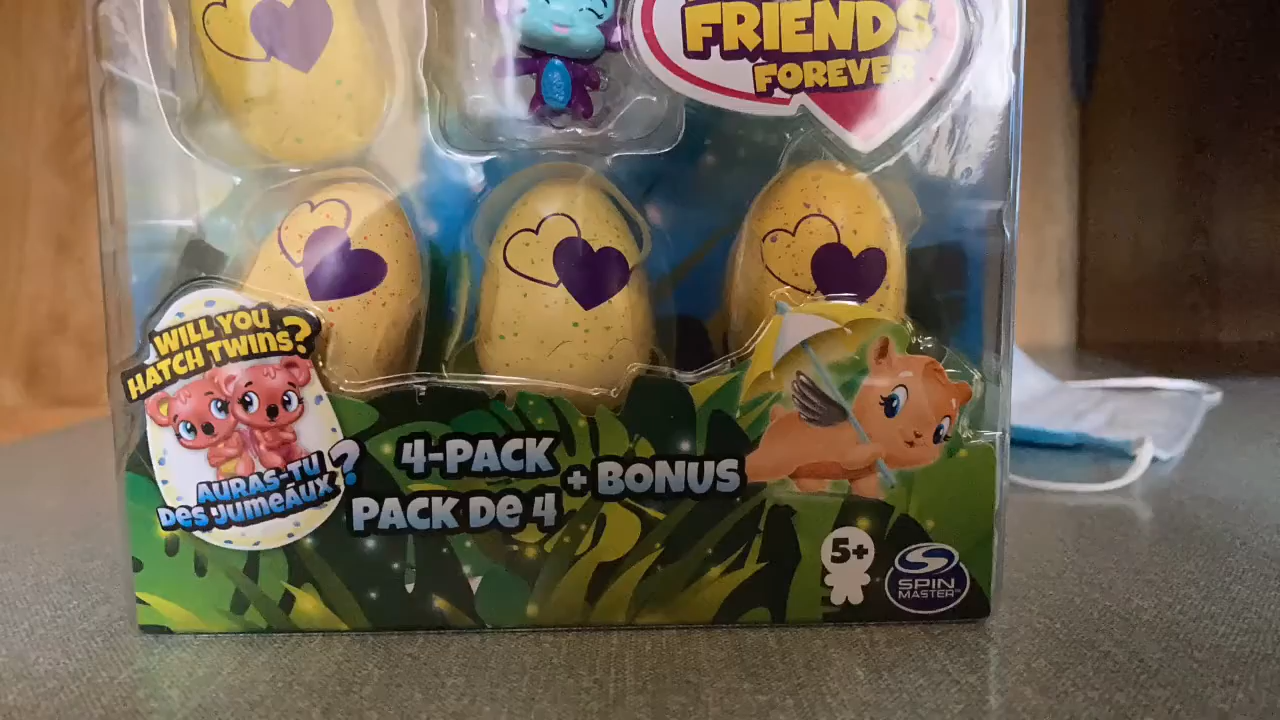 FRIENDS
FOREVER
WILL YOU
HATCH TWINS?
AURAS-TU
DES JUMEAUX?
4-PACK
PACK DE 4
+ BONUS
5+
SPIN
MASTER